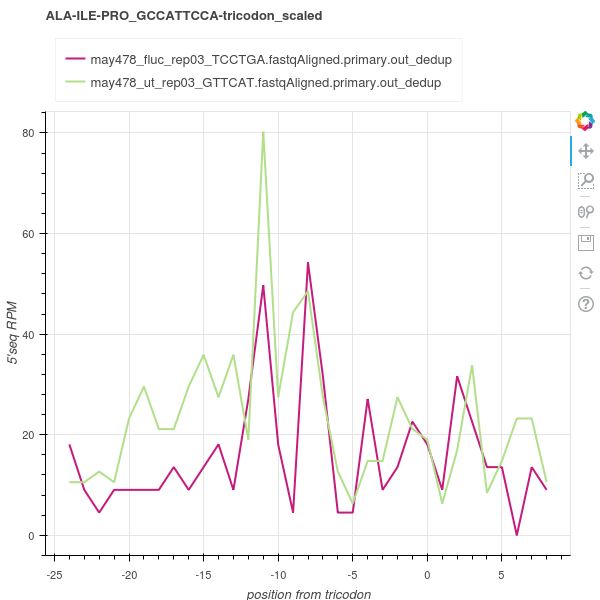 ALA-ILE-PRO_GCCATTCCA-tricodon_scaled
may478_fluc_rep03_TCCTGA.fastqAligned.primary.out_dedup
may478_ut_rep03_GTTCAT.fastqAligned.primary.out_dedup
80
60
40
20
0
5'seq RPM
-25 -20 -15 -10 -5 0 5
position from tricodon